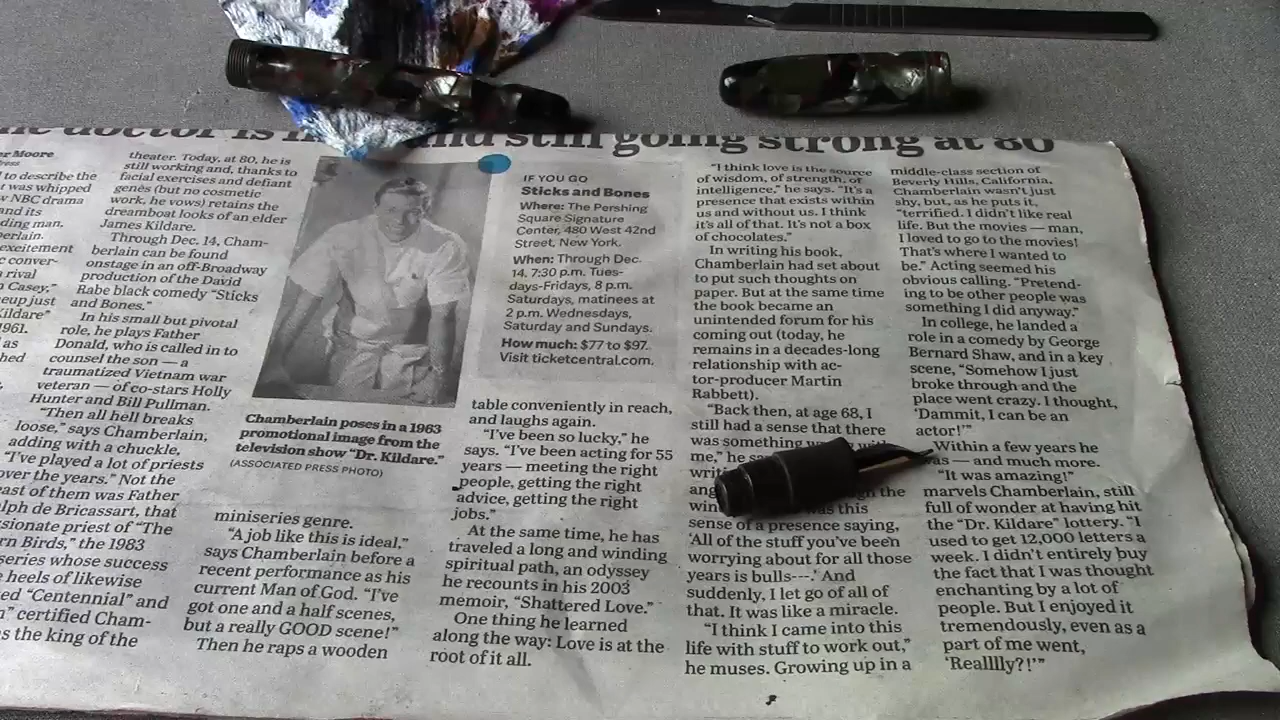 doctor is
and still going strong at 80
er Moore
to describe the
t was whipped
w NBC drama
and its
ding man,
berlain.
excitement
c conver-
a rival
n Casey,"
eup just
Kildare"
1961.
as
hed
theater. Today, at 80, he is
still working and, thanks to
facial exercises and defiant
genes (but no cosmetic
work, he vows) retains the
dreamboat looks of an elder
James Kildare.
Through Dec. 14, Cham-
berlain can be found
onstage in an off-Broadway
production of the David
Rabe black comedy "Sticks
and Bones."
In his small but pivotal
role, he plays Father
Donald, who is called in to
counsel the son — a
traumatized Vietnam war
veteran — of co-stars Holly
Hunter and Bill Pullman.
"Then all hell breaks
loose," says Chamberlain,
adding with a chuckle,
"I've played a lot of priests
over the years." Not the
east of them was Father
alph de Bricassart, that
ssionate priest of "The
rn Birds," the 1983
series whose success
e heels of likewise
ed "Centennial" and
n" certified Cham-
s the king of the
Chamberlain poses in a 1963
promotional image from the
television show "Dr. Kildare."
(ASSOCIATED PRESS PHOTO)
miniseries genre.
"A job like this is ideal,"
says Chamberlain before a
recent performance as his
current Man of God. "I've
got one and a half scenes,
but a really GOOD scene!"
Then he raps a wooden
IF YOU GO
Sticks and Bones
Where: The Pershing
Square Signature
Center, 480 West 42nd
Street, New York.
When: Through Dec.
14. 7:30 p.m. Tues-
days-Fridays, 8 p.m.
Saturdays, matinees at
2 p.m. Wednesdays,
Saturday and Sundays.
How much: $77 to $97.
Visit ticketcentral.com.
table conveniently in reach,
and laughs again.
"I've been so lucky," he
says. "I've been acting for 55
years — meeting the right
people, getting the right
advice, getting the right
jobs."
At the same time, he has
traveled a long and winding
spiritual path, an odyssey
he recounts in his 2003
memoir, "Shattered Love."
One thing he learned
along the way: Love is at the
root of it all.
"I think love is the source
of wisdom, of strength, of
intelligence," he says. "It's a
presence that exists within
us and without us. I think
it's all of that. It's not a box
of chocolates."
In writing his book,
Chamberlain had set about
to put such thoughts on
paper. But at the same time
the book became an
unintended forum for his
coming out (today, he
remains in a decades-long
relationship with ac-
tor-producer Martin
Rabbett).
"Back then, at age 68, I
still had a sense that there
was something
me," he
writ
ang the
win was this
sense of a presence saying,
'All of the stuff you've been
worrying about for all those
years is bulls---.' And
suddenly, I let go of all of
that. It was like a miracle.
"I think I came into this
life with stuff to work out,"
he muses. Growing up in a
middle-class section of
Beverly Hills, California,
Chamberlain wasn't just
shy, but, as he puts it,
"terrified. I didn't like real
life. But the movies — man,
I loved to go to the movies!
That's where I wanted to
be." Acting seemed his
obvious calling. "Pretend-
ing to be other people was
something I did anyway."
In college, he landed a
role in a comedy by George
Bernard Shaw, and in a key
scene, "Somehow I just
broke through and the
place went crazy. I thought,
'Dammit, I can be an
actor!'"
Within a few years he
was — and much more.
"It was amazing!"
marvels Chamberlain, still
full of wonder at having hit
the "Dr. Kildare" lottery. "I
used to get 12,000 letters a
week. I didn't entirely buy
the fact that I was thought
enchanting by a lot of
people. But I enjoyed it
tremendously, even as a
part of me went,
'Realllly?!'"